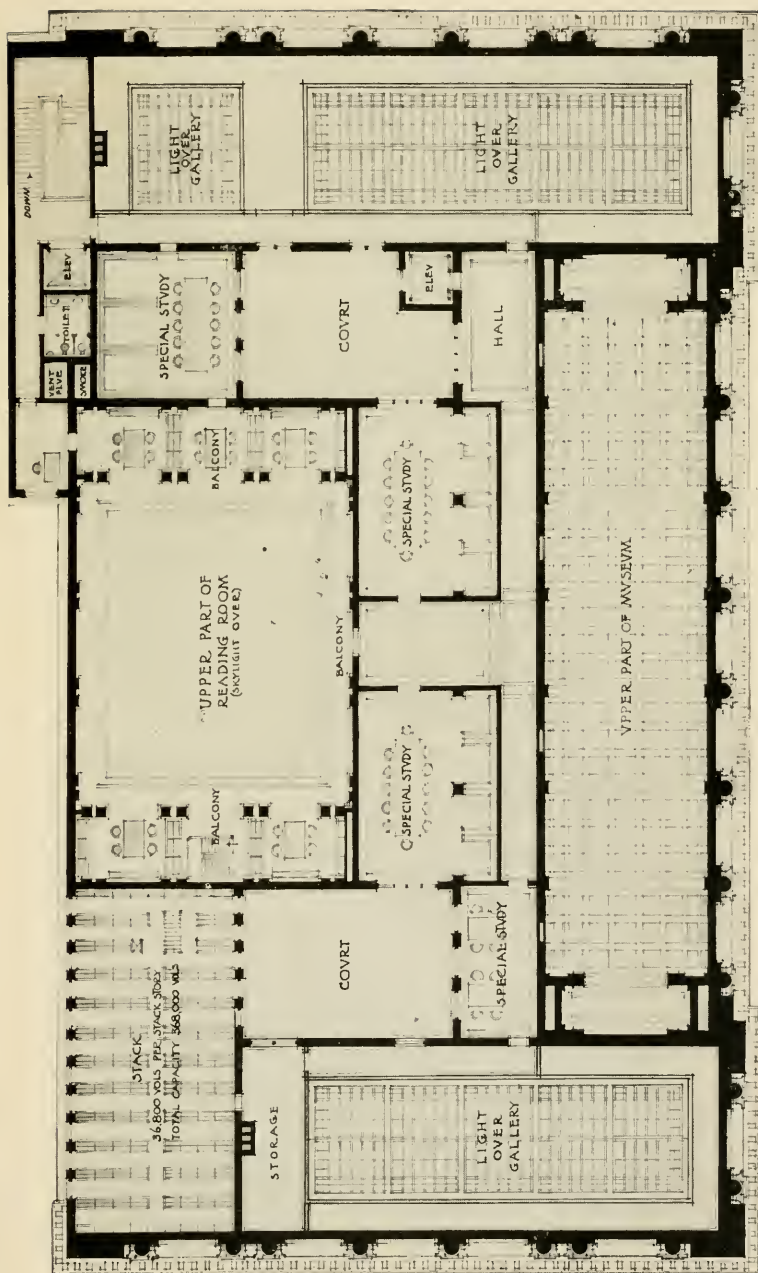 STACK
36,800 VOLS PER STACK STORY
TOTAL CAPACITY 368,000 VOLS
STORAGE
BALCONY
UPPER PART OF
READING ROOM
(SKYLIGHT OVER)
BALCONY
BALCONY
VENT
FLVE
SMOKE
TOILET
ELEV
DOWN
SPECIAL STVDY
LIGHT
OVER
GALLERY
COVRT
COVRT
ELEV
SPECIAL STVDY
SPECIAL STVDY
LIGHT
OVER
GALLERY
SPECIAL STVDY
HALL
LIGHT
OVER
GALLERY
VPPER PART OF MVSEVM